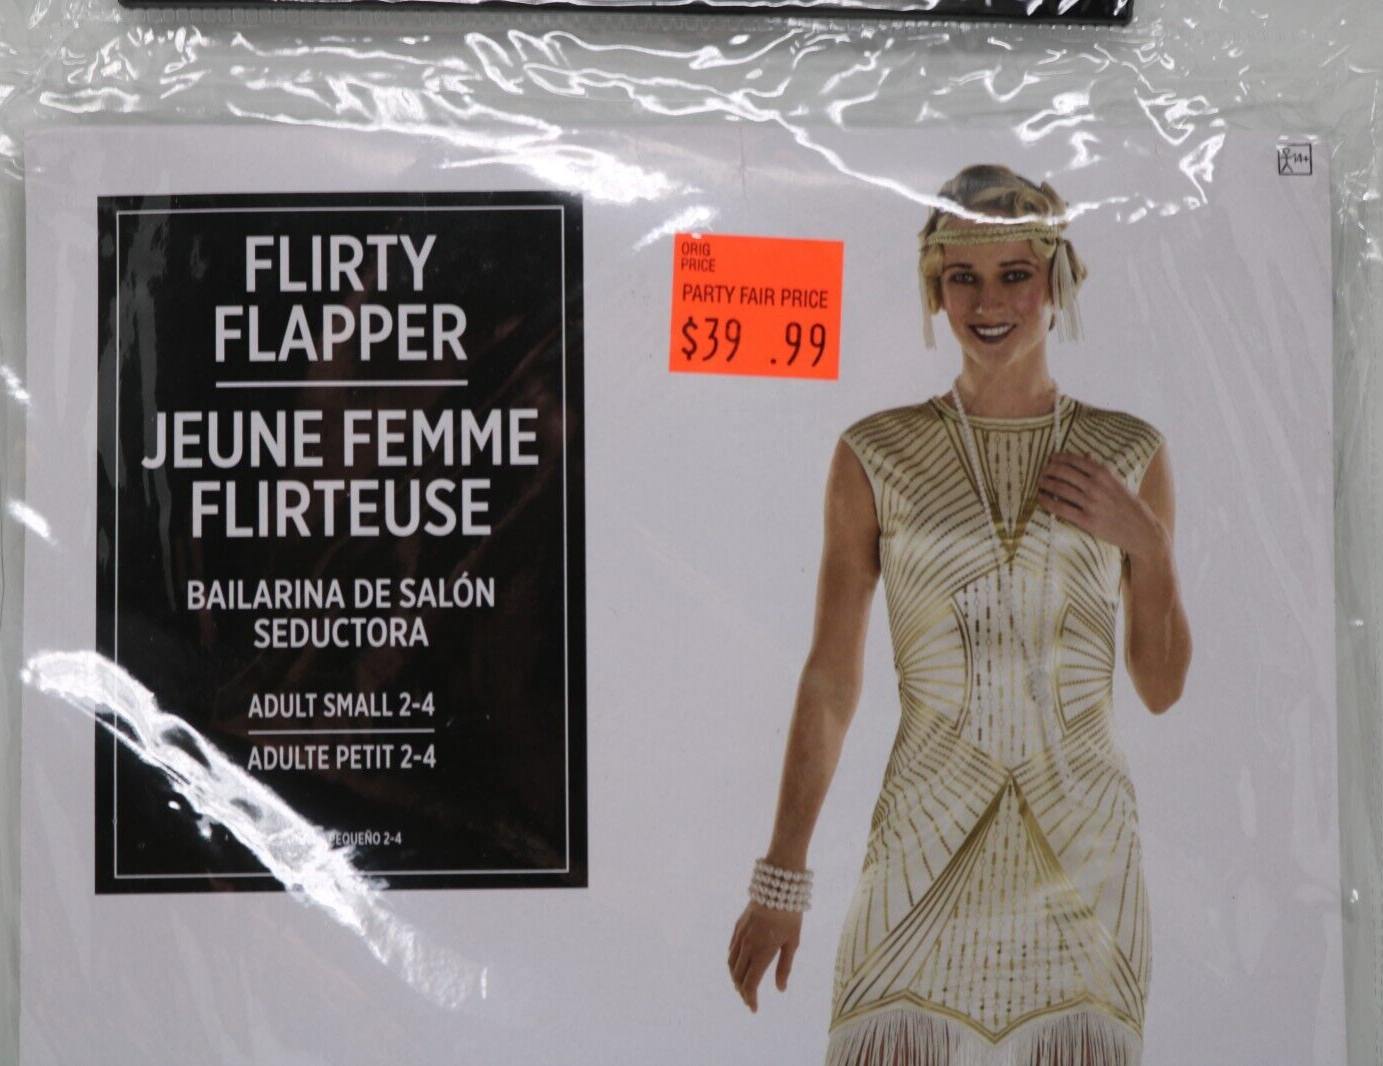 FLIRTY
FLAPPER
JEUNE FEMME
FLIRTEUSE
BAILARINA DE SALÓN
SEDUCTORA
ADULT SMALL 2-4
ADULTE PETIT 2-4
PEQUEÑO 2-4
ORIG
PRICE
PARTY FAIR PRICE
$39 .99